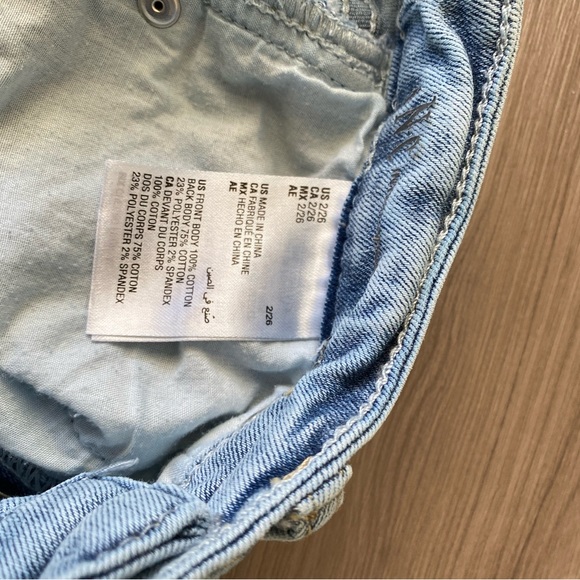 US 2/26
CA 2/26
MX 2/26
AE
US MADE IN CHINA
CA FABRIQUE EN CHINE
MX HECHO EN CHINA
AE
صنع في الصين
2/26
US FRONT BODY 100% COTTON
BACK BODY 75% COTTON
23% POLYESTER 2% SPANDEX
CA DEVANT DU CORPS
100% COTON
DOS DU CORPS 75% COTON
23% POLYESTER 2% SPANDEX